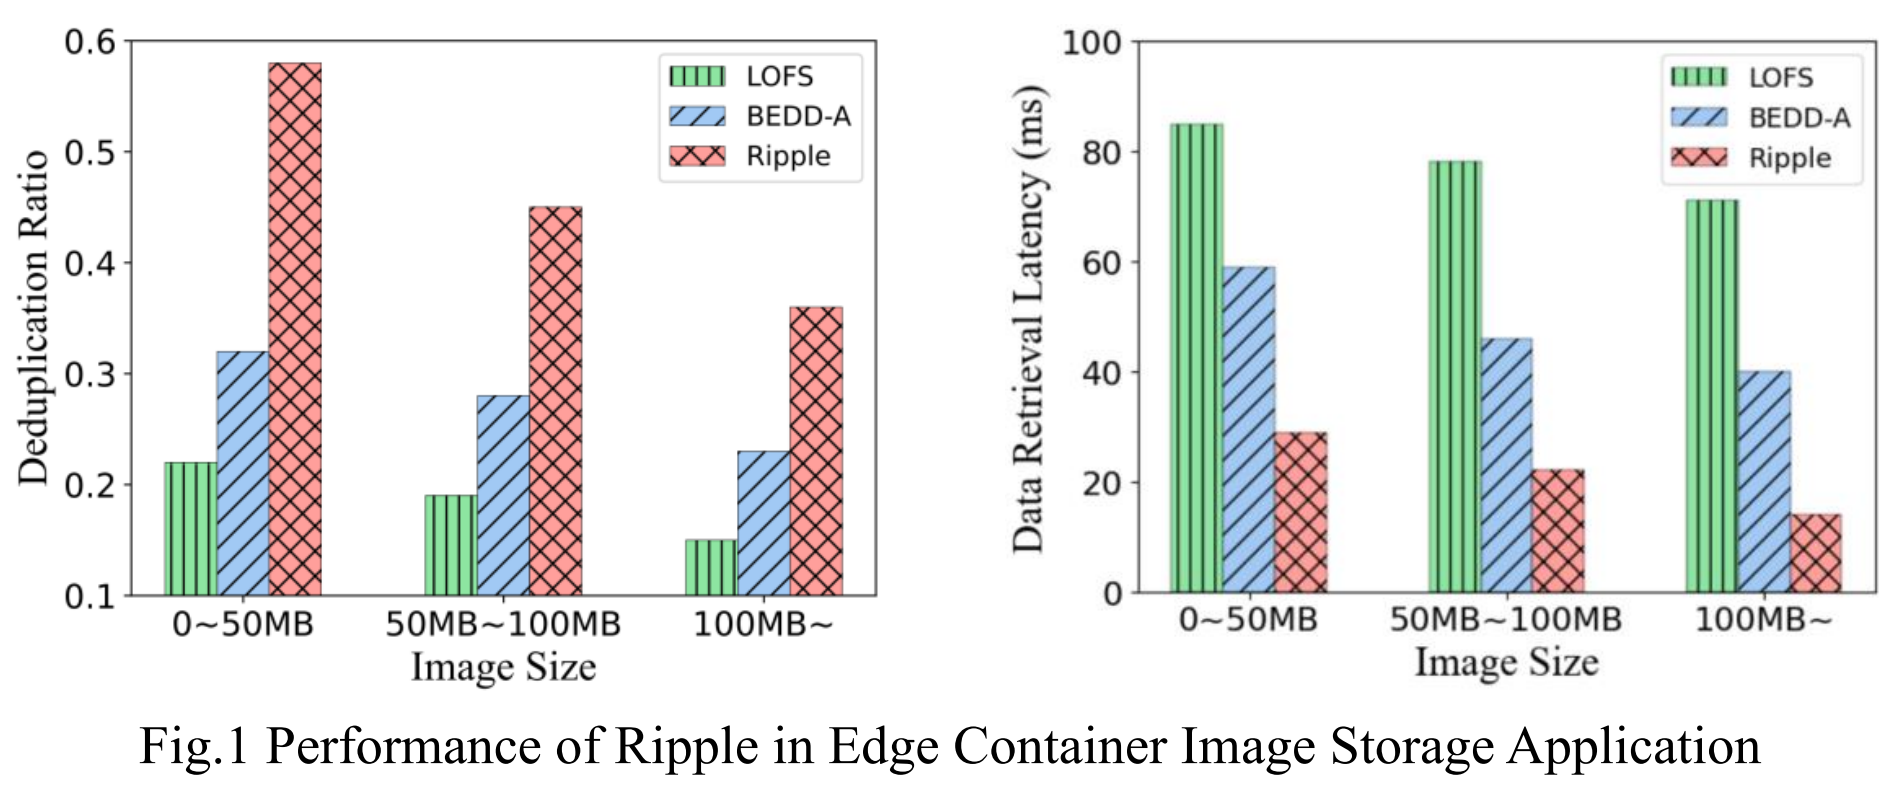 0.6
0.5
0.4
0.3
0.2
0.1
Deduplication Ratio
LOFS
BEDD-A
Ripple
0~50MB 50MB~100MB 100MB~
Image Size
100
80
60
40
20
0
Data Retrieval Latency (ms)
LOFS
BEDD-A
Ripple
0~50MB 50MB~100MB 100MB~
Image Size
Fig.1 Performance of Ripple in Edge Container Image Storage Application